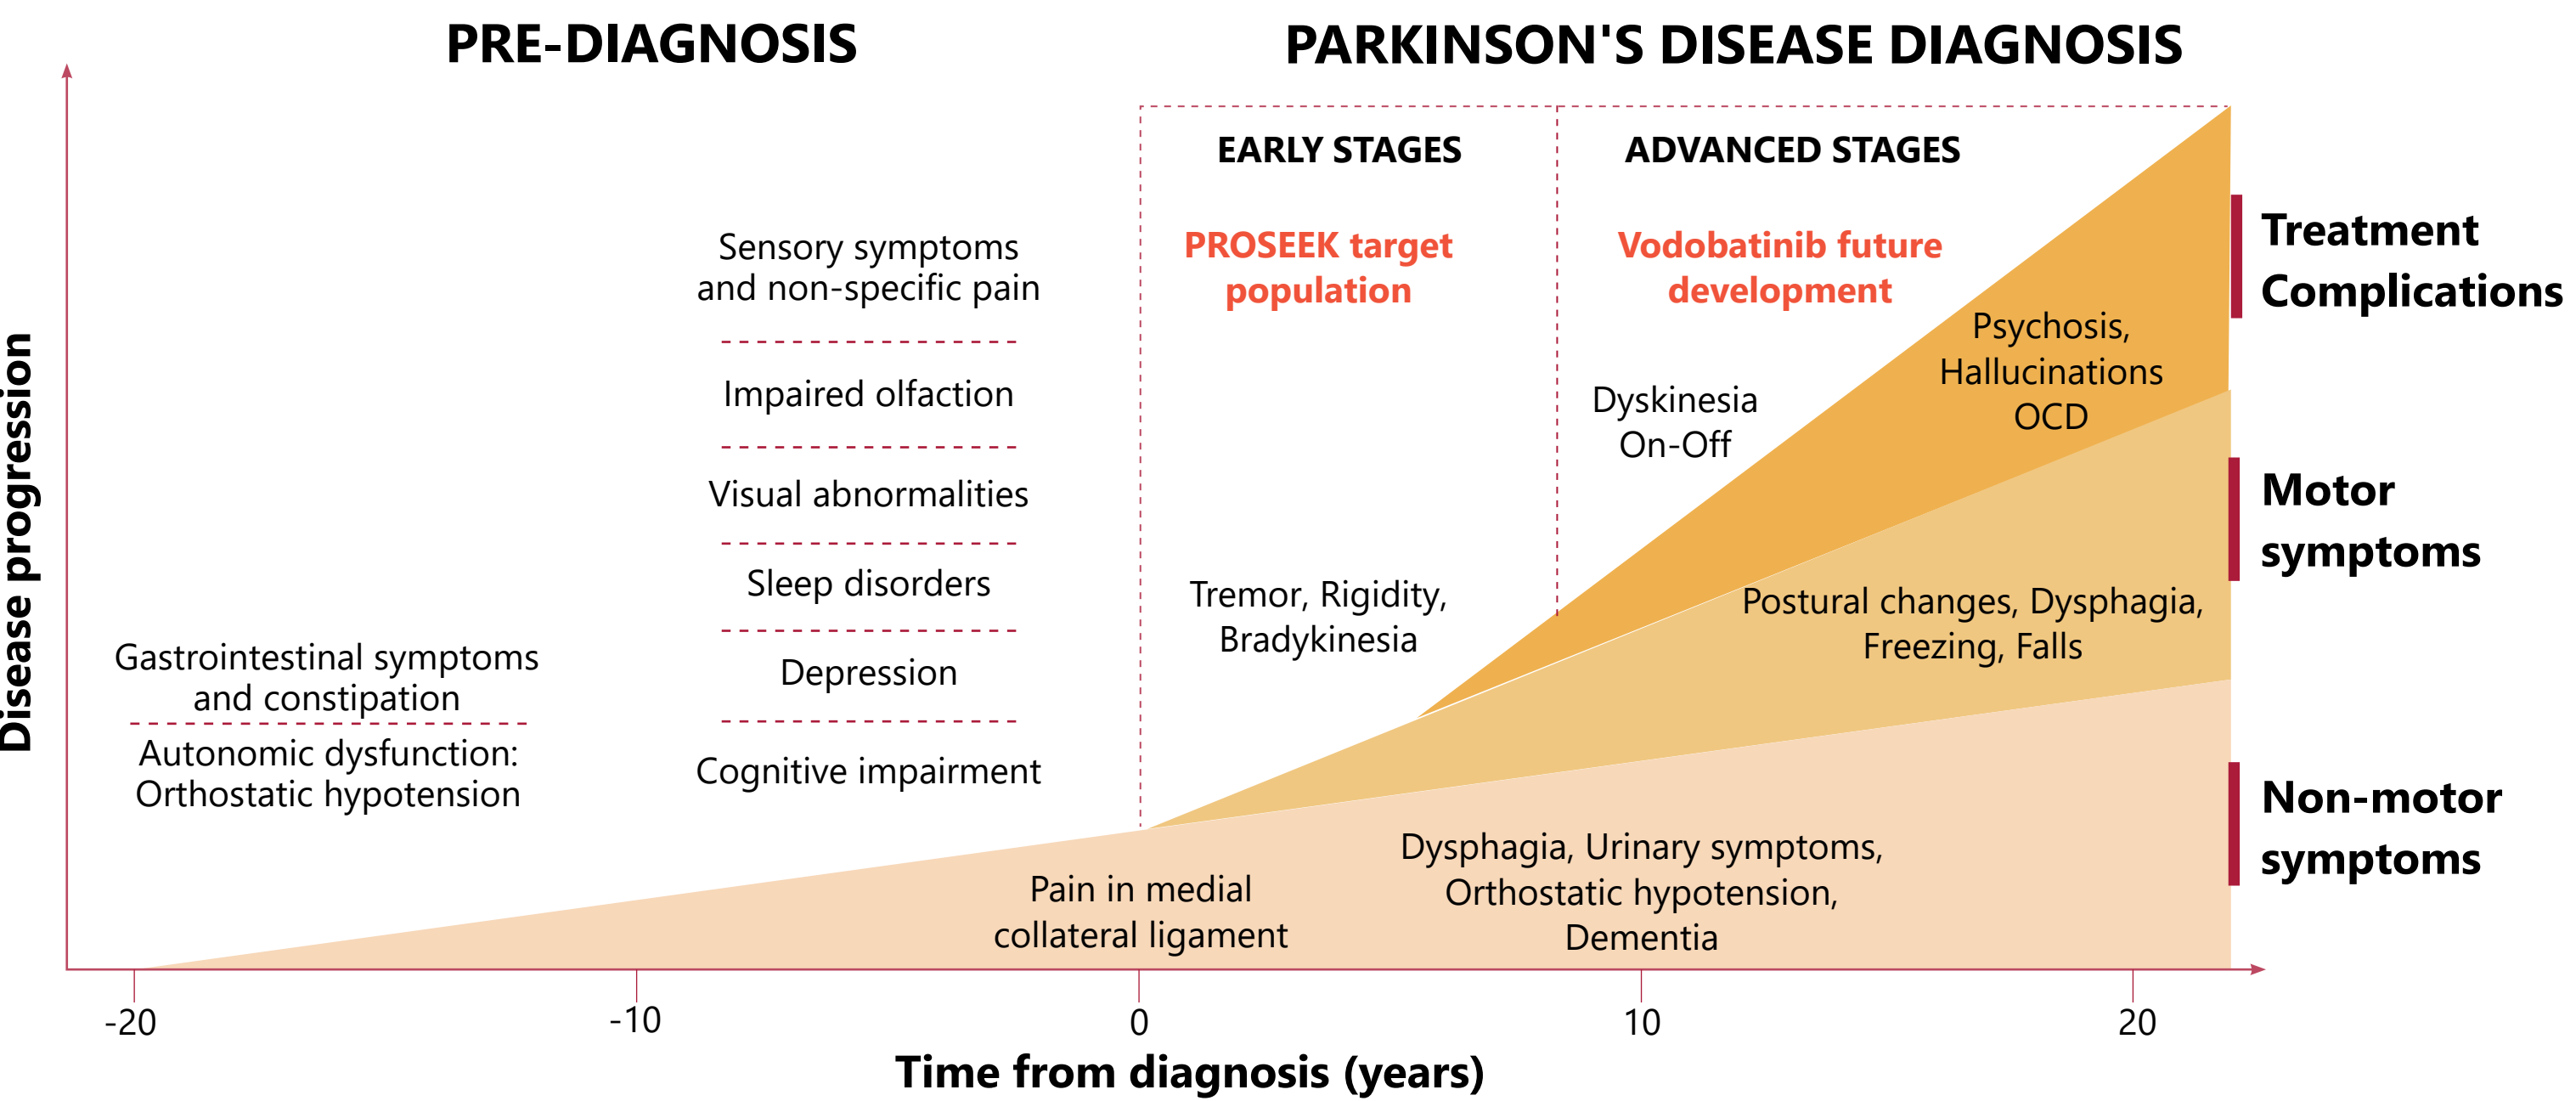 PRE-DIAGNOSIS
PARKINSON'S DISEASE DIAGNOSIS
EARLY STAGES
ADVANCED STAGES
PROSEEK target
population
Vodobatinib future
development
Sensory symptoms
and non-specific pain
Impaired olfaction
Visual abnormalities
Sleep disorders
Depression
Cognitive impairment
Gastrointestinal symptoms
and constipation
Autonomic dysfunction:
Orthostatic hypotension
Tremor, Rigidity,
Bradykinesia
Dyskinesia
On-Off
Psychosis,
Hallucinations
OCD
Postural changes, Dysphagia,
Freezing, Falls
Pain in medial
collateral ligament
Dysphagia, Urinary symptoms,
Orthostatic hypotension,
Dementia
Treatment
Complications
Motor
symptoms
Non-motor
symptoms
Disease progression
-20
-10
0
10
20
Time from diagnosis (years)